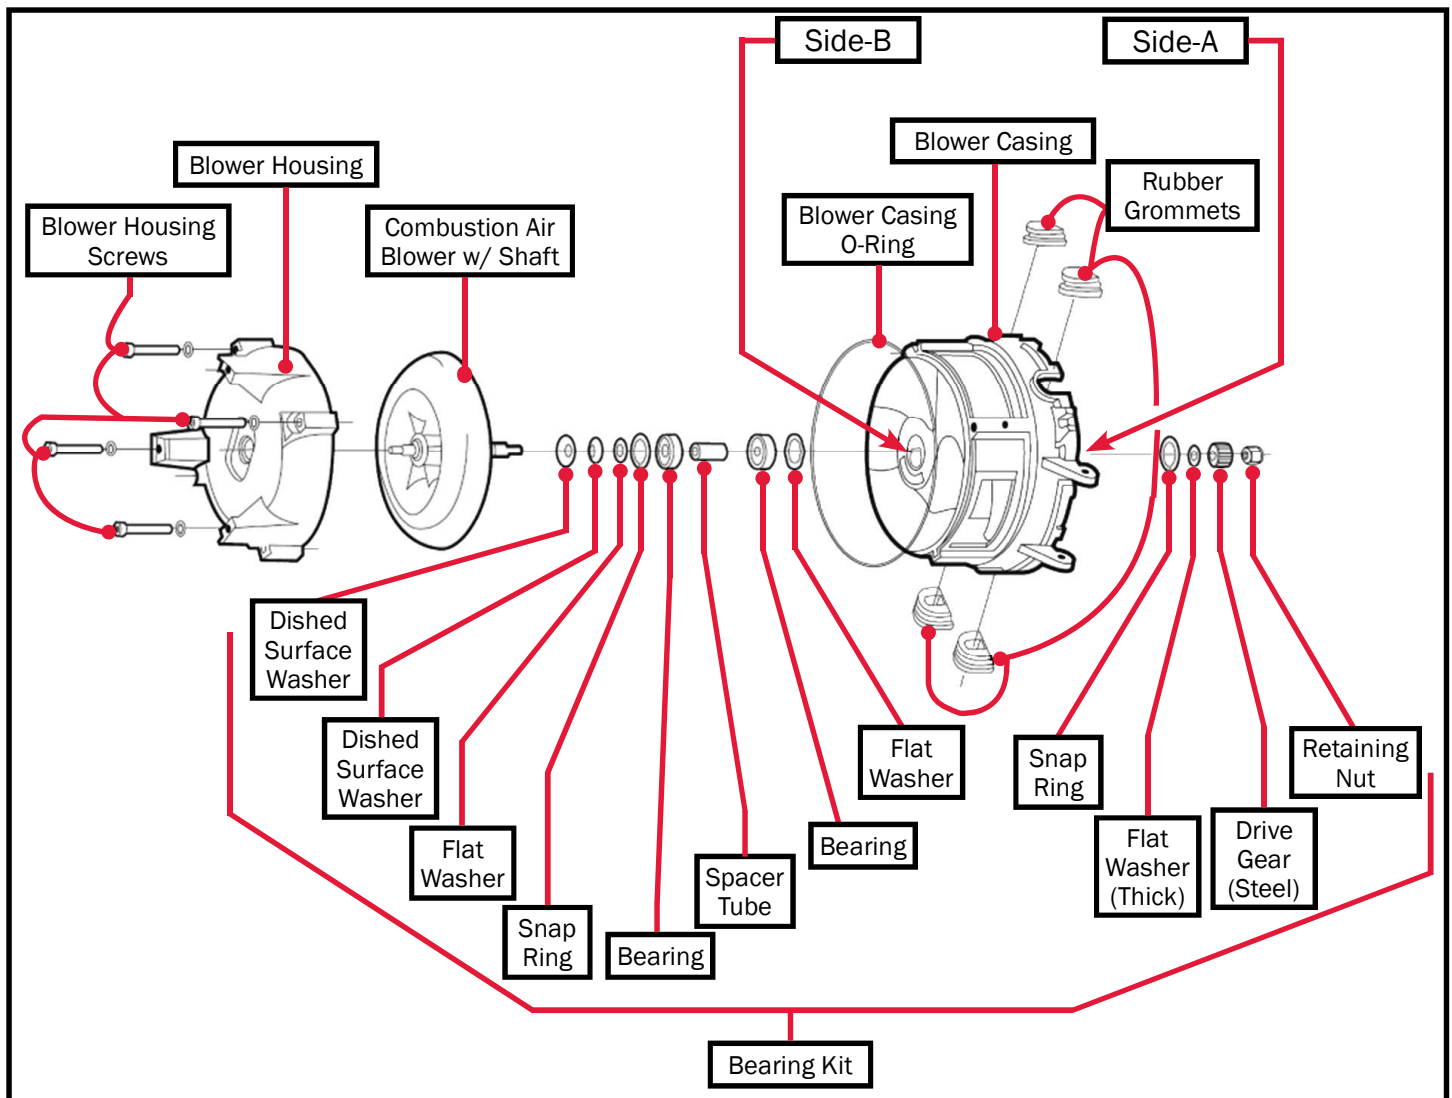 Side-B
Side-A
Blower Casing
Blower Housing
Rubber
Grommets
Blower Casing
O-Ring
Blower Housing
Screws
Combustion Air
Blower w/ Shaft
Dished
Surface
Washer
Dished
Surface
Washer
Flat
Washer
Snap
Ring
Bearing
Spacer
Tube
Bearing
Flat
Washer
Snap
Ring
Flat
Washer
(Thick)
Drive
Gear
(Steel)
Retaining
Nut
Bearing Kit